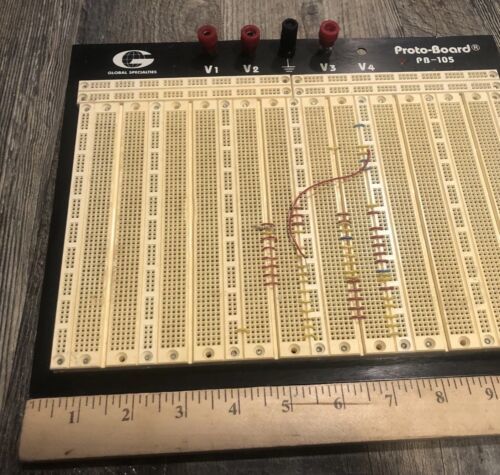 G
GLOBAL SPECIALTIES
V1 V2 V3 V4
Proto-Board®
PB-105
1 2 3 4 5 6 7 8 9